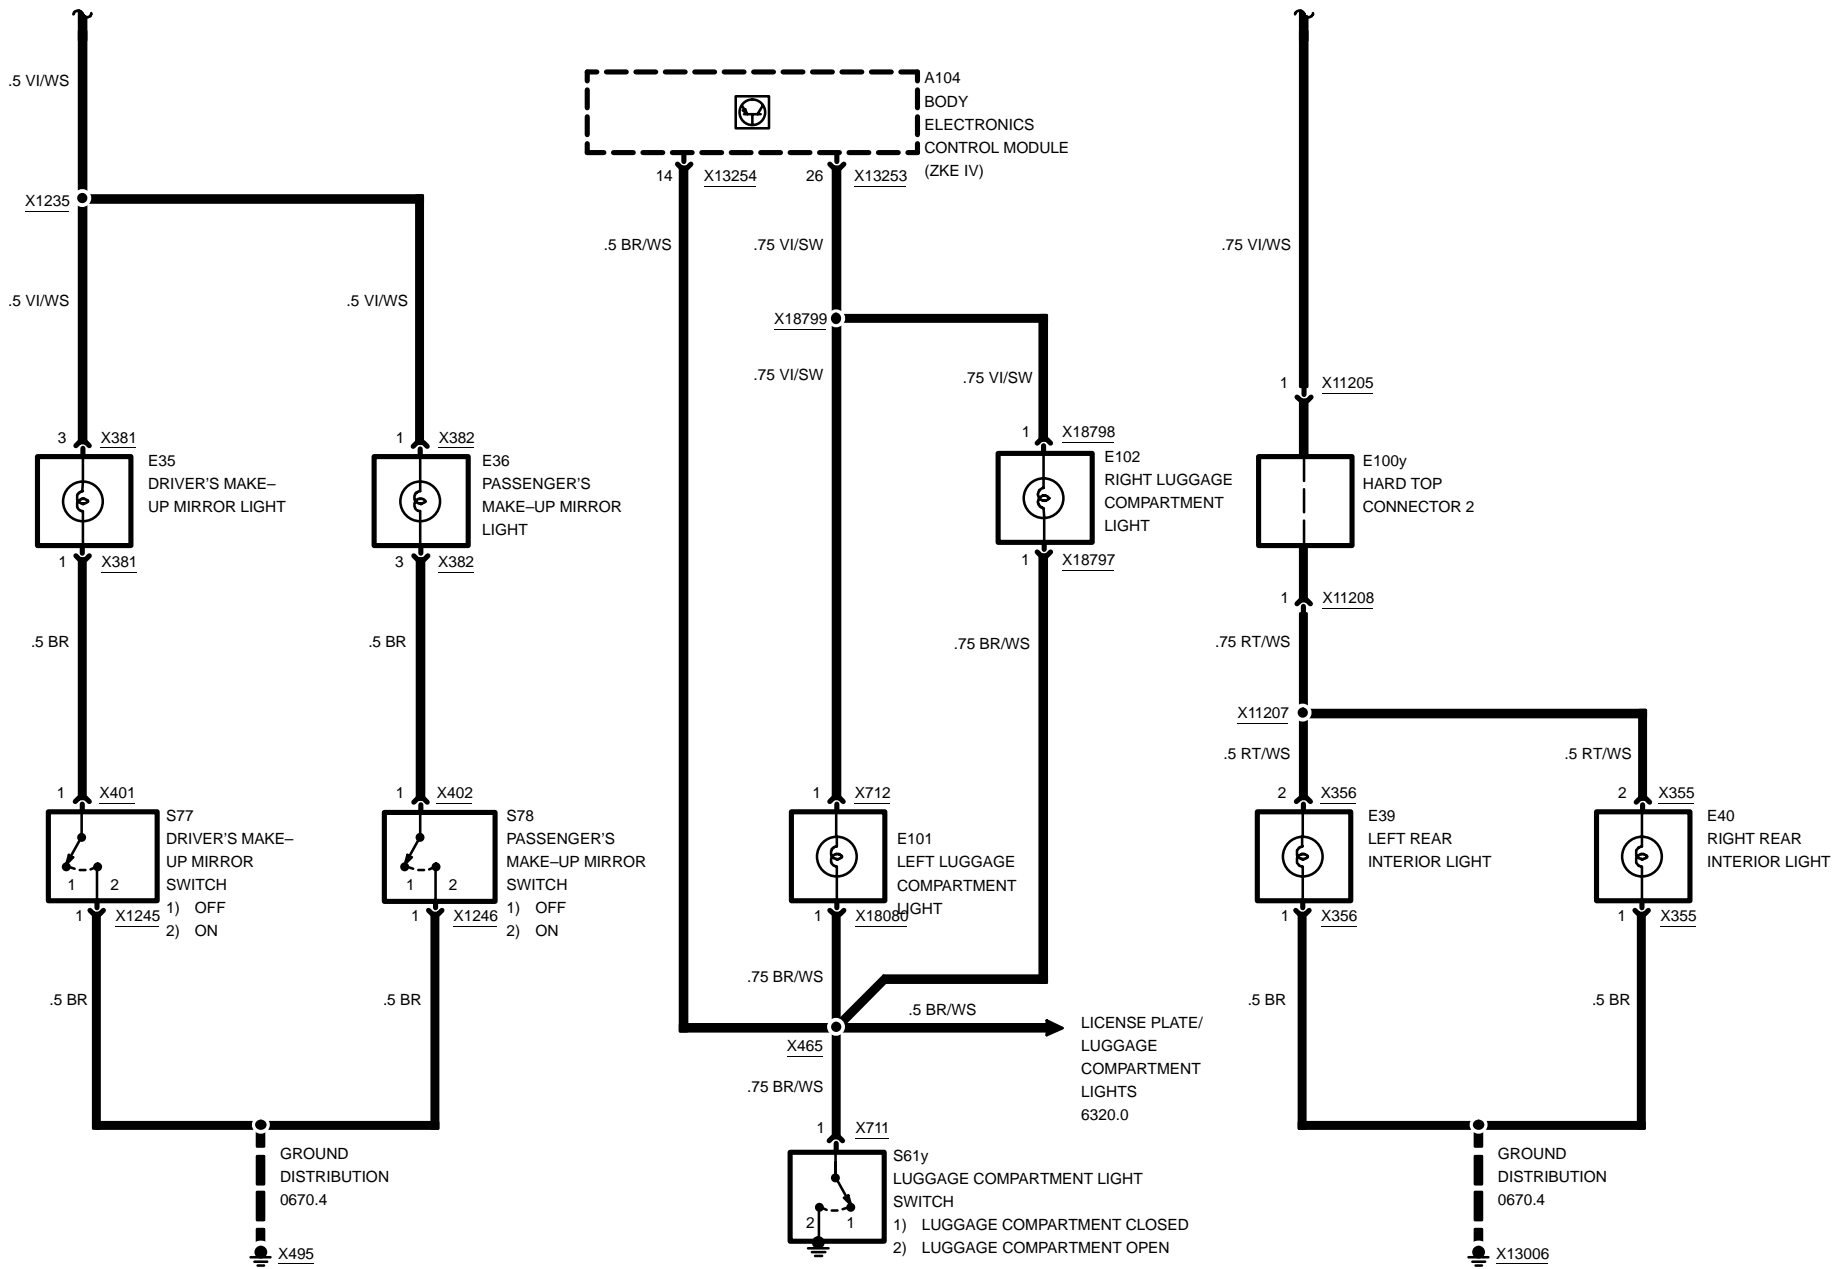 .5 VI/WS
X1235
.5 VI/WS
.5 VI/WS
3 X381
E35
DRIVER'S MAKE–
UP MIRROR LIGHT
1 X381
1 X382
E36
PASSENGER'S
MAKE–UP MIRROR
LIGHT
3 X382
.5 BR
.5 BR
1 X401
S77
DRIVER'S MAKE–
UP MIRROR
SWITCH
1) OFF
2) ON
1 2
1 X1245
1 X402
S78
PASSENGER'S
MAKE–UP MIRROR
SWITCH
1) OFF
2) ON
1 2
1 X1246
.5 BR
.5 BR
GROUND
DISTRIBUTION
0670.4
X495
A104
BODY
ELECTRONICS
CONTROL MODULE
(ZKE IV)
14 X13254
26 X13253
.5 BR/WS
.75 VI/SW
X18799
.75 VI/SW
.75 VI/SW
1 X18798
E102
RIGHT LUGGAGE
COMPARTMENT
LIGHT
1 X18797
.75 BR/WS
1 X712
E101
LEFT LUGGAGE
COMPARTMENT
LIGHT
1 X18080
.75 BR/WS
.5 BR/WS
LICENSE PLATE/
LUGGAGE
COMPARTMENT
LIGHTS
6320.0
X465
.75 BR/WS
1 X711
S61y
LUGGAGE COMPARTMENT LIGHT
SWITCH
1) LUGGAGE COMPARTMENT CLOSED
2) LUGGAGE COMPARTMENT OPEN
2 1
.75 VI/WS
1 X11205
E100y
HARD TOP
CONNECTOR 2
1 X11208
.75 RT/WS
X11207
.5 RT/WS
.5 RT/WS
2 X356
E39
LEFT REAR
INTERIOR LIGHT
1 X356
2 X355
E40
RIGHT REAR
INTERIOR LIGHT
1 X355
.5 BR
.5 BR
GROUND
DISTRIBUTION
0670.4
X13006